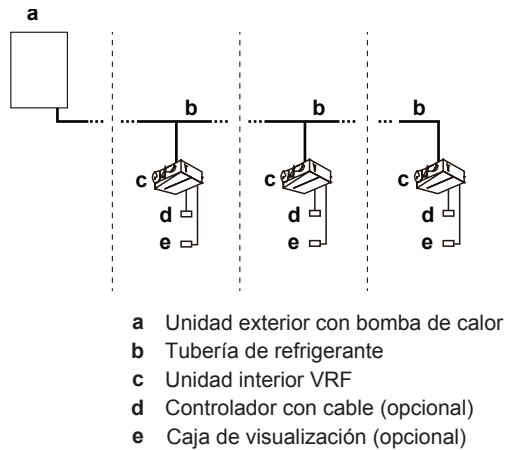 a
b b b
c c c
d d d
e e e
a Unidad exterior con bomba de calor
b Tubería de refrigerante
c Unidad interior VRF
d Controlador con cable (opcional)
e Caja de visualización (opcional)